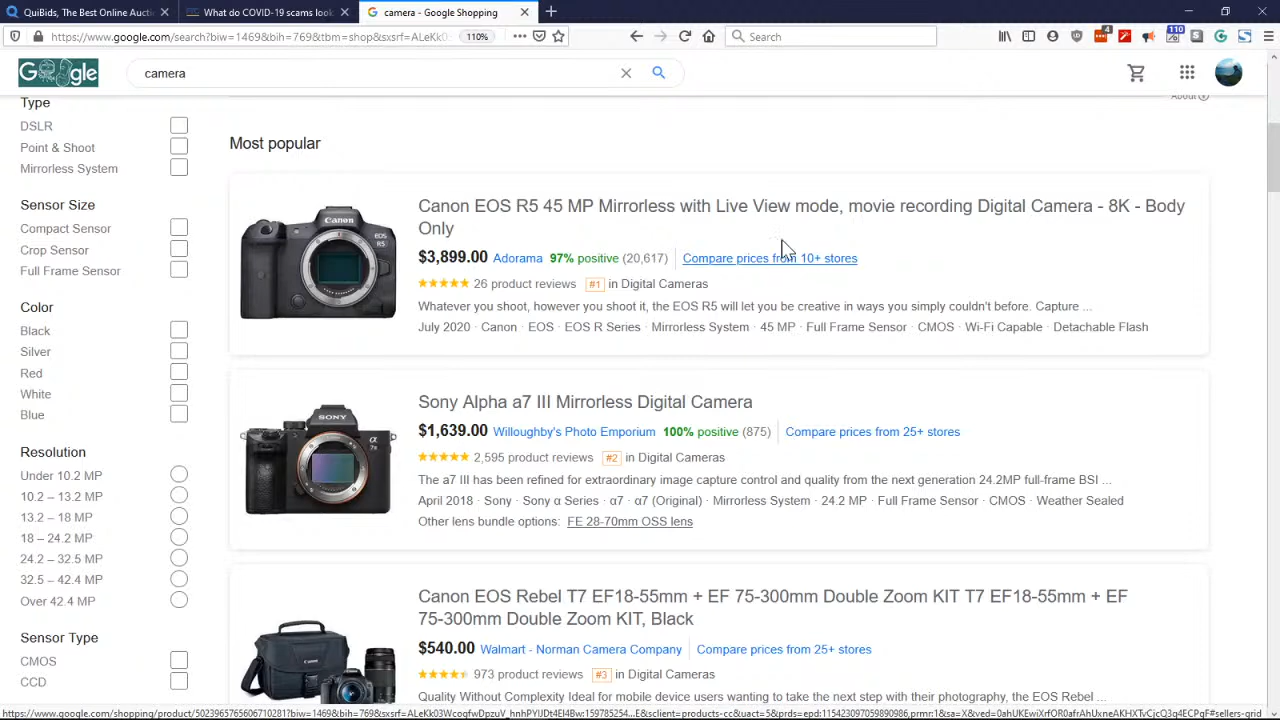 QuiBids, The Best Online Aucti
What do COVID-19 scams look
camera - Google Shopping
https://www.google.com/search?biw=1469&bih=769&tbm=shop&sxsrf=ALeKk0
110%
Search
4
110
Google
camera
About
Type
DSLR
Point & Shoot
Mirrorless System
Sensor Size
Compact Sensor
Crop Sensor
Full Frame Sensor
Color
Black
Silver
Red
White
Blue
Resolution
Under 10.2 MP
10.2 – 13.2 MP
13.2 – 18 MP
18 – 24.2 MP
24.2 – 32.5 MP
32.5 – 42.4 MP
Over 42.4 MP
Sensor Type
CMOS
CCD
Most popular
Canon
EOS
R5
Canon EOS R5 45 MP Mirrorless with Live View mode, movie recording Digital Camera - 8K - Body
Only
$3,899.00 Adorama 97% positive (20,617) Compare prices from 10+ stores
26 product reviews #1 in Digital Cameras
Whatever you shoot, however you shoot it, the EOS R5 will let you be creative in ways you simply couldn't before. Capture ...
July 2020 · Canon · EOS · EOS R Series · Mirrorless System · 45 MP · Full Frame Sensor · CMOS · Wi-Fi Capable · Detachable Flash
SONY
Sony Alpha a7 III Mirrorless Digital Camera
$1,639.00 Willoughby's Photo Emporium 100% positive (875) Compare prices from 25+ stores
2,595 product reviews #2 in Digital Cameras
The a7 III has been refined for extraordinary image capture control and quality from the next generation 24.2MP full-frame BSI ...
April 2018 · Sony · Sony α Series · α7 · α7 (Original) · Mirrorless System · 24.2 MP · Full Frame Sensor · CMOS · Weather Sealed
Other lens bundle options: FE 28-70mm OSS lens
Canon EOS Rebel T7 EF18-55mm + EF 75-300mm Double Zoom KIT T7 EF18-55mm + EF
75-300mm Double Zoom KIT, Black
$540.00 Walmart - Norman Camera Company Compare prices from 25+ stores
973 product reviews #3 in Digital Cameras
Quality Without Complexity Ideal for mobile device users wanting to take the next step with their photography, the EOS Rebel ...